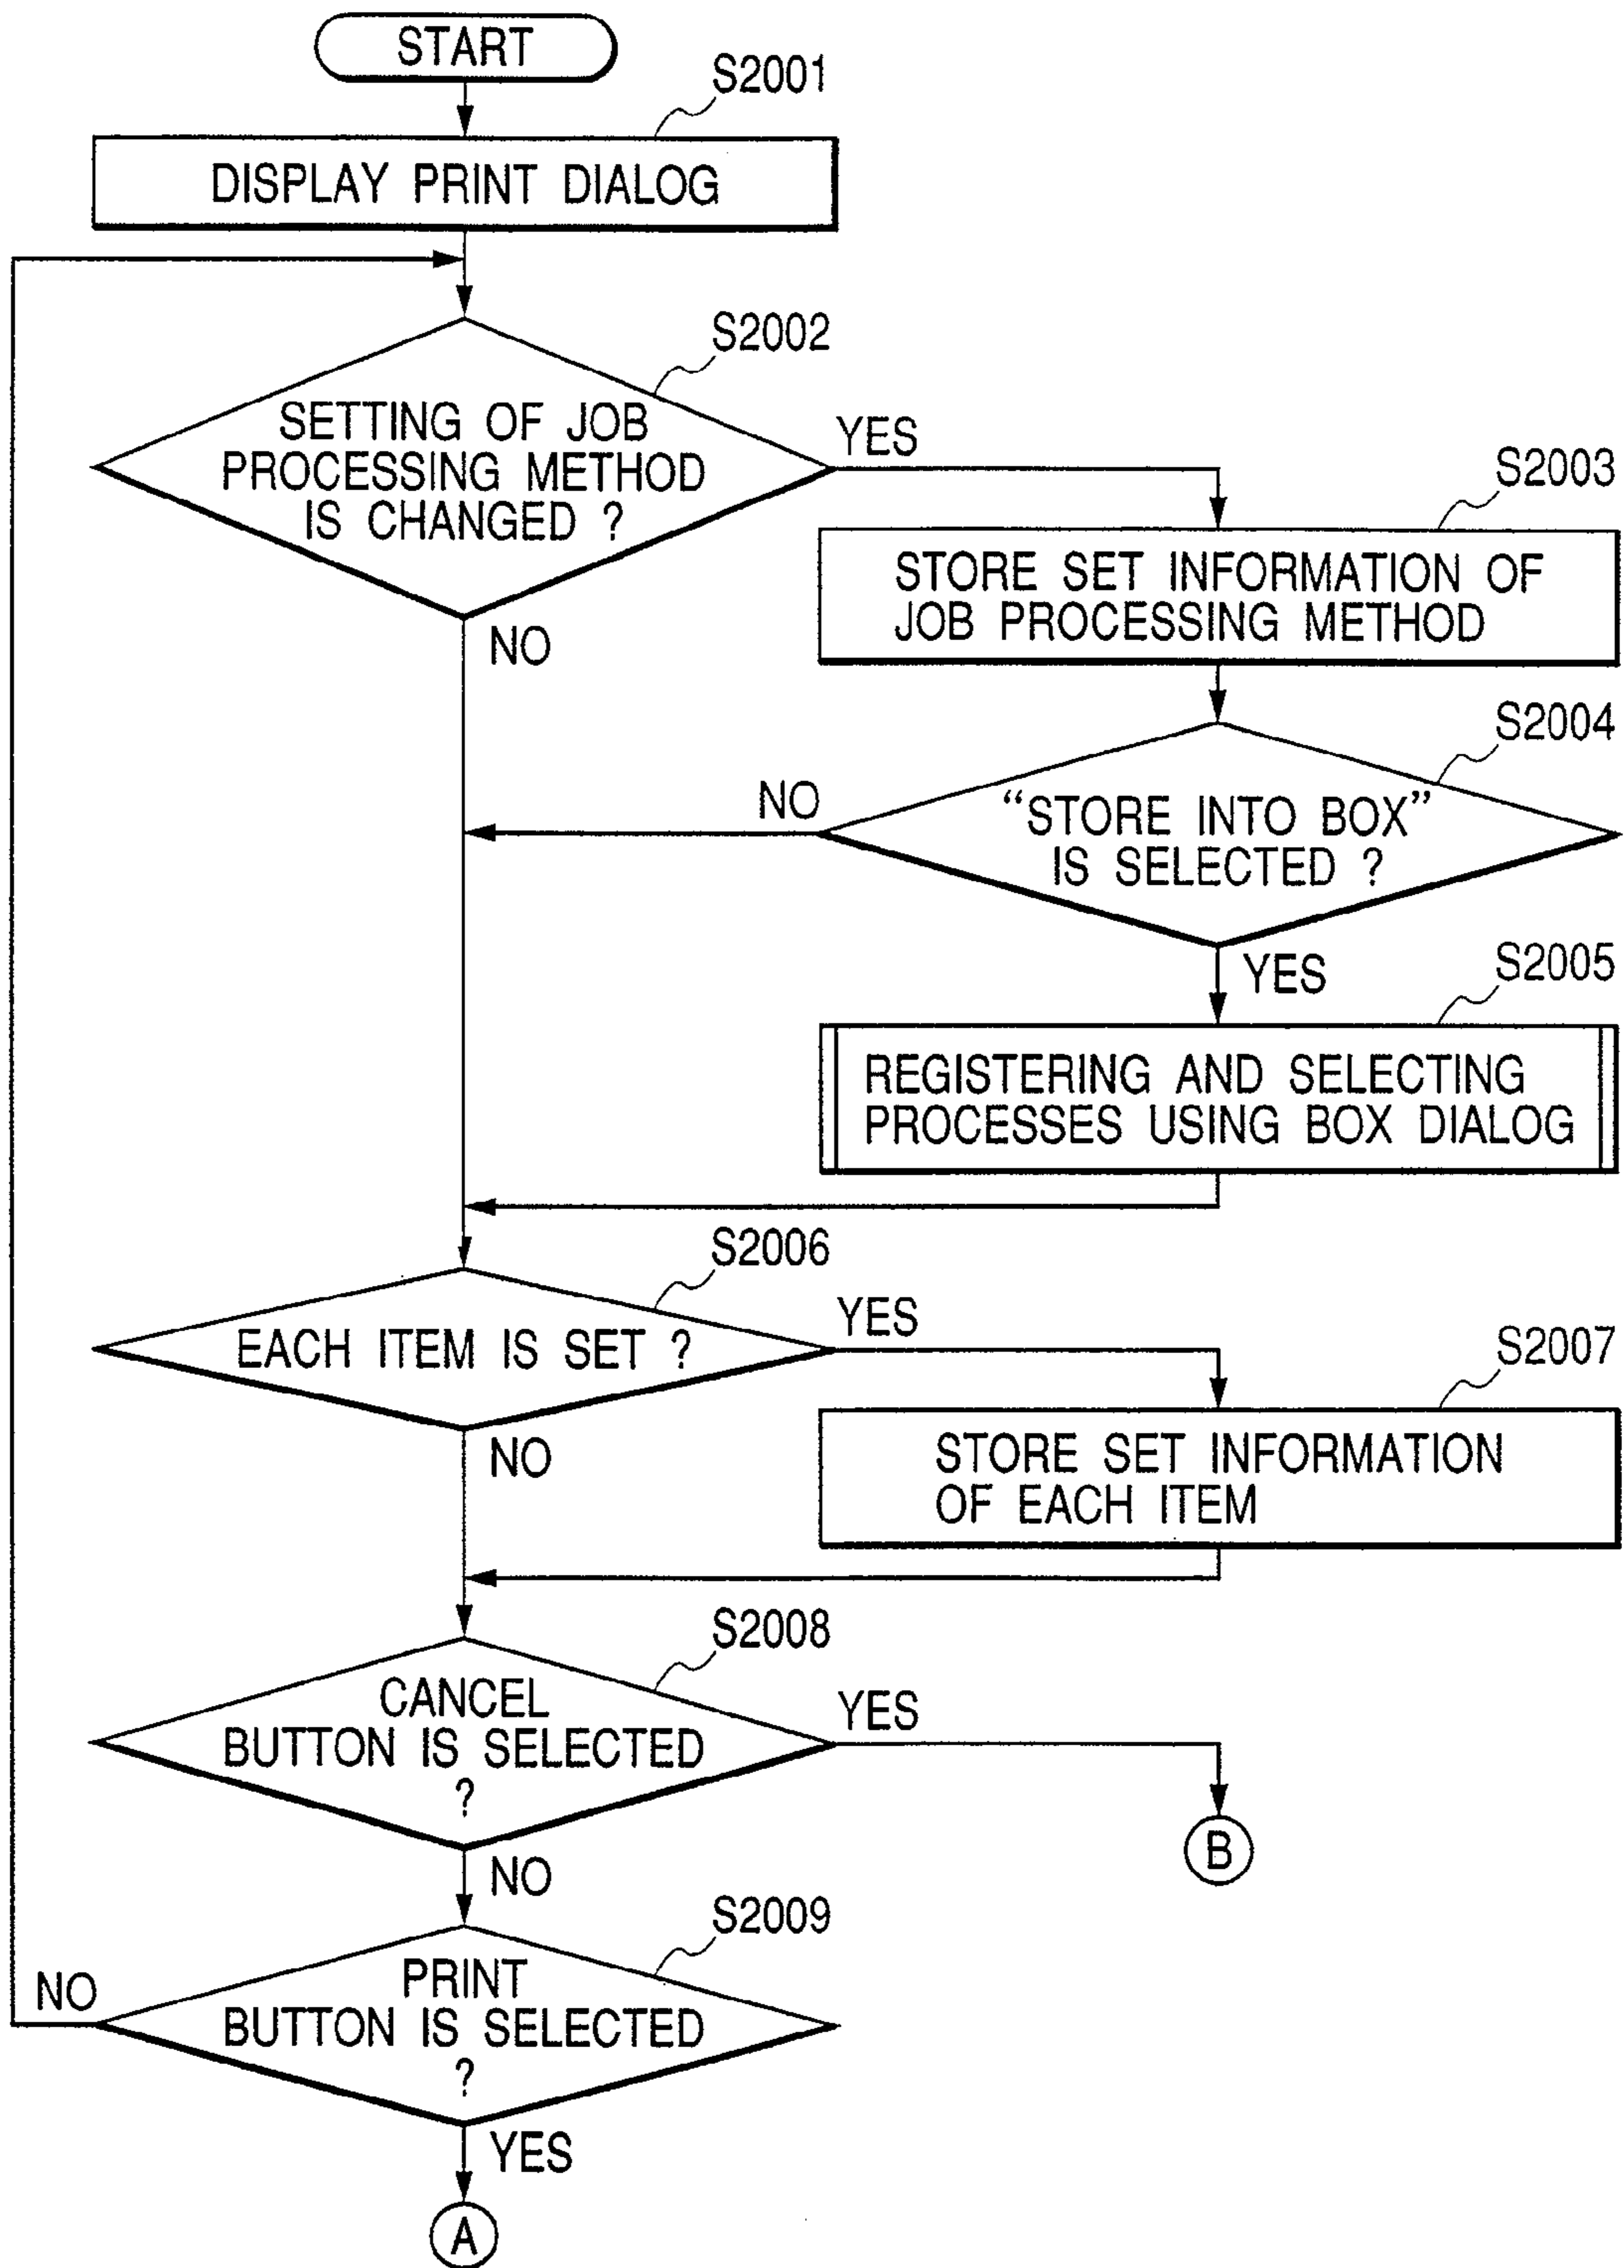 START
S2001
DISPLAY PRINT DIALOG
S2002
SETTING OF JOB
PROCESSING METHOD
IS CHANGED ?
YES
NO
S2003
STORE SET INFORMATION OF
JOB PROCESSING METHOD
S2004
“STORE INTO BOX”
IS SELECTED ?
NO
YES
S2005
REGISTERING AND SELECTING
PROCESSES USING BOX DIALOG
S2006
EACH ITEM IS SET ?
YES
NO
S2007
STORE SET INFORMATION
OF EACH ITEM
S2008
CANCEL
BUTTON IS SELECTED
?
YES
B
NO
S2009
PRINT
BUTTON IS SELECTED
?
NO
YES
A